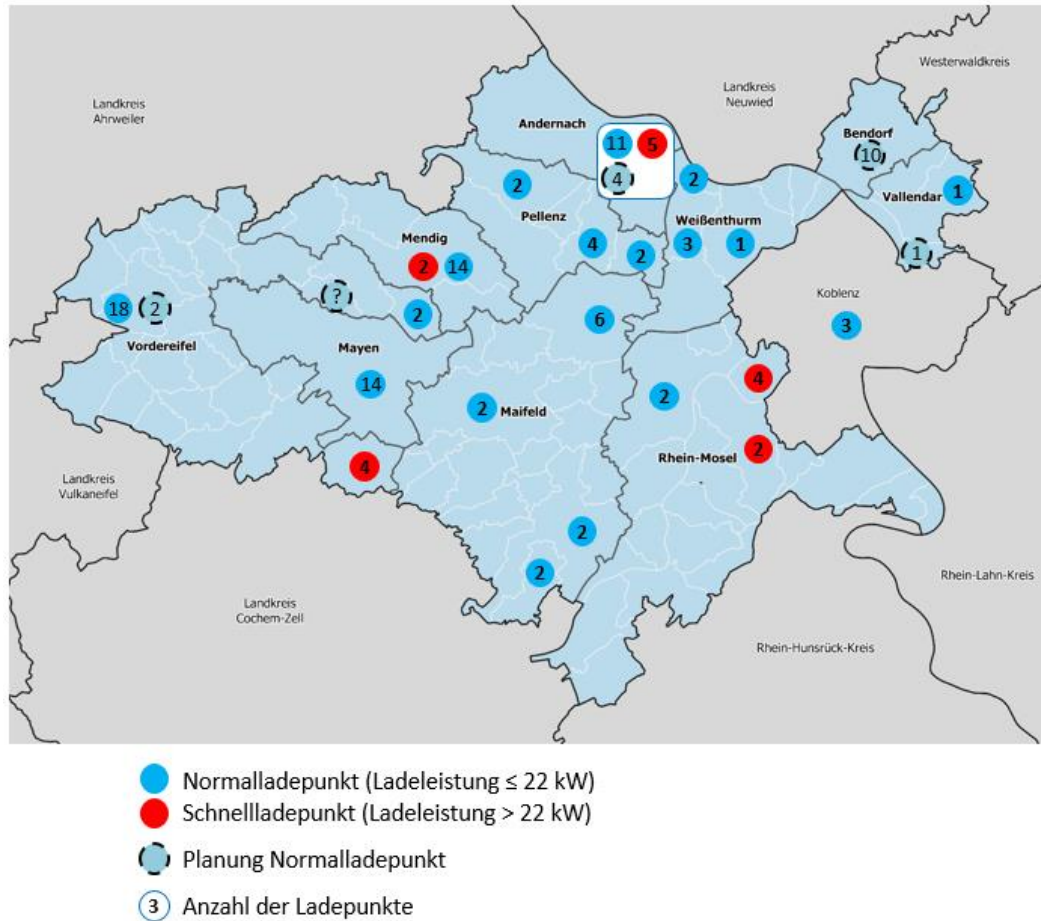 Westerwaldkreis
Landkreis
Neuwied
Landkreis
Ahrweiler
Andernach
Bendorf
11
5
10
4
2
2
Vallendar
1
Pellenz
Weißenthurm
4
2
3
1
1
Mendig
2
14
Koblenz
?
2
18
2
6
3
Vordereifel
Mayen
14
4
2
Maifeld
2
4
Rhein-Mosel
2
Landkreis
Vulkaneifel
2
2
Rhein-Lahn-Kreis
Landkreis
Cochem-Zell
Rhein-Hunsrück-Kreis
Normalladepunkt (Ladeleistung ≤ 22 kW)
Schnellladepunkt (Ladeleistung > 22 kW)
Planung Normalladepunkt
3 Anzahl der Ladepunkte